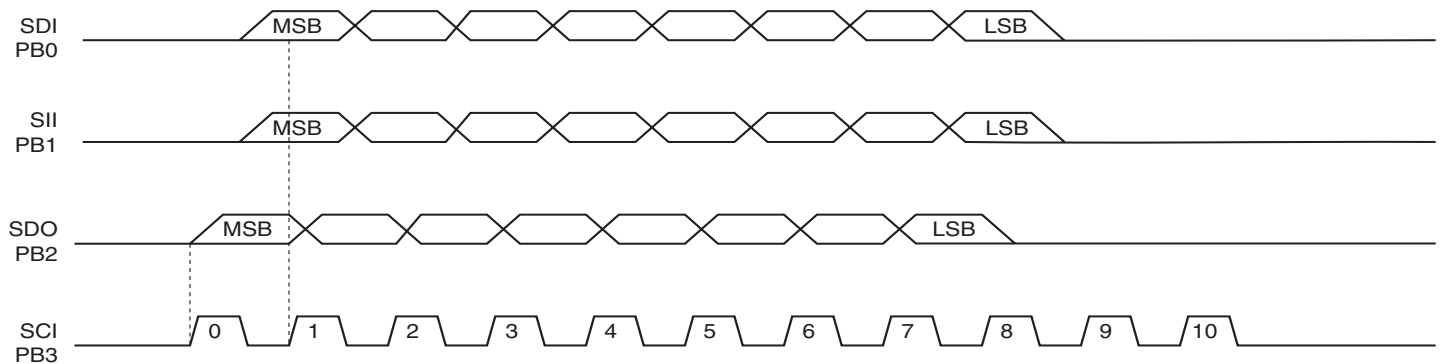 SDI MSB LSB
PB0
SII MSB LSB
PB1
SDO MSB LSB
PB2
SCI 0 1 2 3 4 5 6 7 8 9 10
PB3